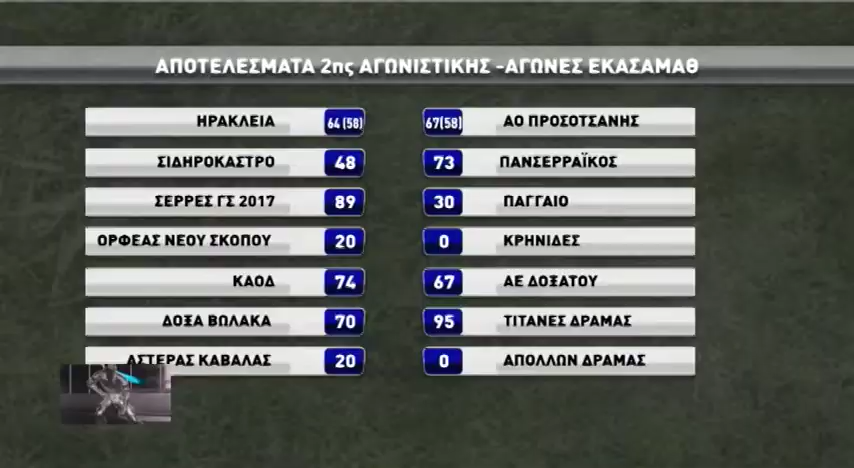 ΑΠΟΤΕΛΕΣΜΑΤΑ 2ης ΑΓΩΝΙΣΤΙΚΗΣ -ΑΓΩΝΕΣ ΕΚΑΣΑΜΑΘ
ΗΡΑΚΛΕΙΑ 64 (58) 67(58) ΑΟ ΠΡΟΣΟΤΣΑΝΗΣ
ΣΙΔΗΡΟΚΑΣΤΡΟ 48 73 ΠΑΝΣΕΡΡΑΪΚΟΣ
ΣΕΡΡΕΣ ΓΣ 2017 89 30 ΠΑΓΓΑΙΟ
ΟΡΦΕΑΣ ΝΕΟΥ ΣΚΟΠΟΥ 20 0 ΚΡΗΝΙΔΕΣ
ΚΑΟΔ 74 67 ΑΕ ΔΟΞΑΤΟΥ
ΔΟΞΑ ΒΩΛΑΚΑ 70 95 ΤΙΤΑΝΕΣ ΔΡΑΜΑΣ
ΑΣΤΕΡΑΣ ΚΑΒΑΛΑΣ 20 0 ΑΠΟΛΛΩΝ ΔΡΑΜΑΣ